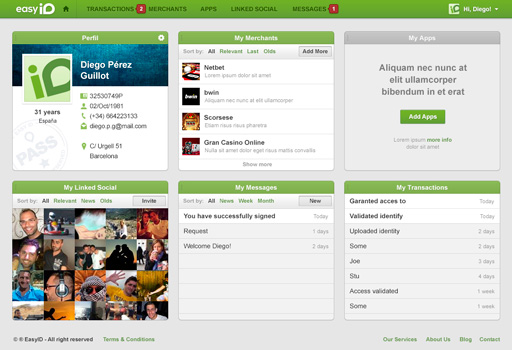 easy iD
TRANSACTIONS 2 MERCHANTS APPS LINKED SOCIAL MESSAGES 1
Hi, Diego!
Perfil
Diego Pérez
Guillot
iD
31 years
España
32530749P
02/Oct/1981
(+34) 664223133
diego.p.g@mail.com
C/ Urgell 51
Barcelona
PASS
My Merchants
Sort by: All Relevant Last Olds Add More
Netbet
Lorem ipsum dolor sit amet
bwin
Aliquam nec nunc at elit ullamcorper
Scorsese
Etiam risus risus pharetra
Gran Casino Online
Nulla sit amet dolor eget risus mattis convallis
Show more
My Apps
Aliquam nec nunc at
elit ullamcorper
bibendum in et erat
Add Apps
Lorem ipsum more info
dolor sit amet
My Linked Social
Sort by: All Relevant News Olds Invite
My Messages
Sort by: All News Week Month New
You have successfully signed Today
Request 1 days
Welcome Diego! 2 days
My Transactions
Garanted acces to Today
Validated identify Today
Uploated identity 2 days
Some 2 days
Joe 3 days
Stu 4 days
Access validated 1 week
Some 1 week
© ® EasyID - All right reserved Terms & Conditions
Our Services About Us Blog Contact